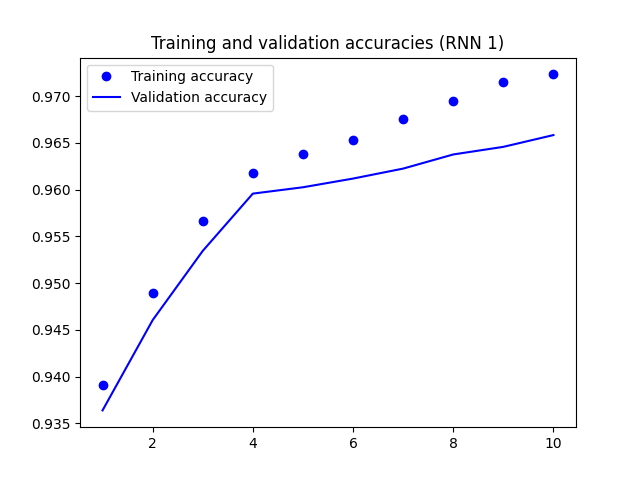 Training and validation accuracies (RNN 1)
Training accuracy
Validation accuracy
0.970
0.965
0.960
0.955
0.950
0.945
0.940
0.935
2 4 6 8 10